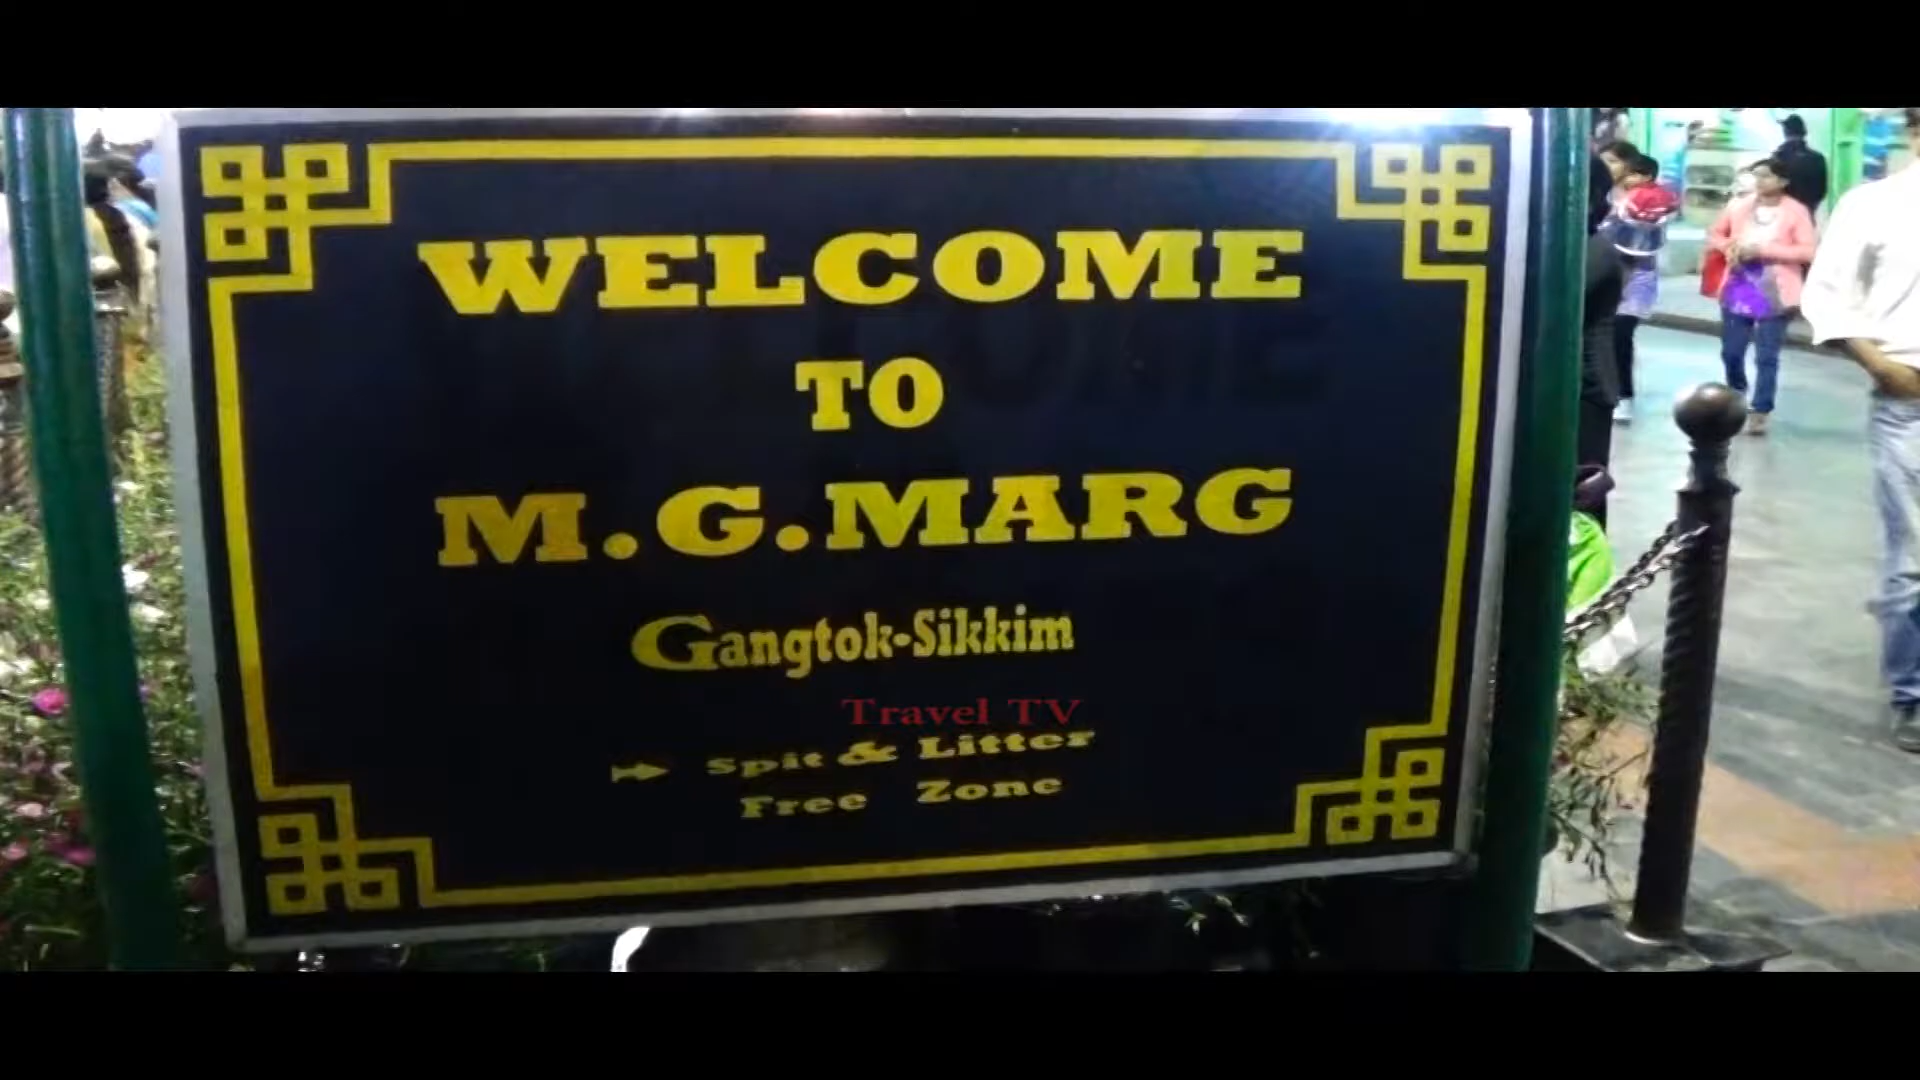 WELCOME
TO
M.G.MARG
Gangtok-Sikkim
Travel TV
Spit & Litter
Free Zone